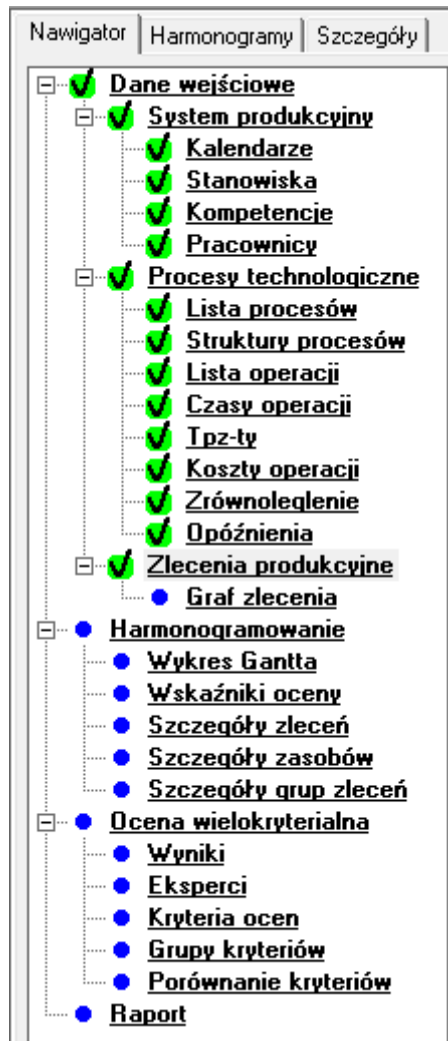 Nawigator Harmonogramy Szczegóły
Dane wejściowe
System produkcyjny
Kalendarze
Stanowiska
Kompetencje
Pracownicy
Procesy technologiczne
Lista procesów
Struktury procesów
Lista operacji
Czasy operacji
Tpz-ty
Koszty operacji
Zrównoleglenie
Opóźnienia
Zlecenia produkcyjne
Graf zlecenia
Harmonogramowanie
Wykres Gantta
Wskaźniki oceny
Szczegóły zleceń
Szczegóły zasobów
Szczegóły grup zleceń
Ocena wielokryterialna
Wyniki
Eksperci
Kryteria ocen
Grupy kryteriów
Porównanie kryteriów
Raport